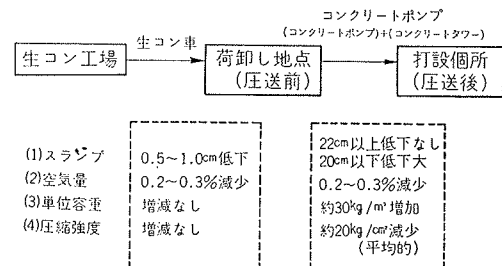 コンクリートポンプ
(コンクリートポンプ)+(コンクリートタワー)
生コン工場
生コン車
荷卸し地点
(圧送前)
打設個所
(圧送後)
(1)スランプ
0.5~1.0cm低下
22cm以上低下なし
20cm以下低下大
(2)空気量
0.2~0.3%減少
0.2~0.3%減少
(3)単位容重
増減なし
約30kg/m³増加
(4)圧縮強度
増減なし
約20kg/cm²減少
(平均的)